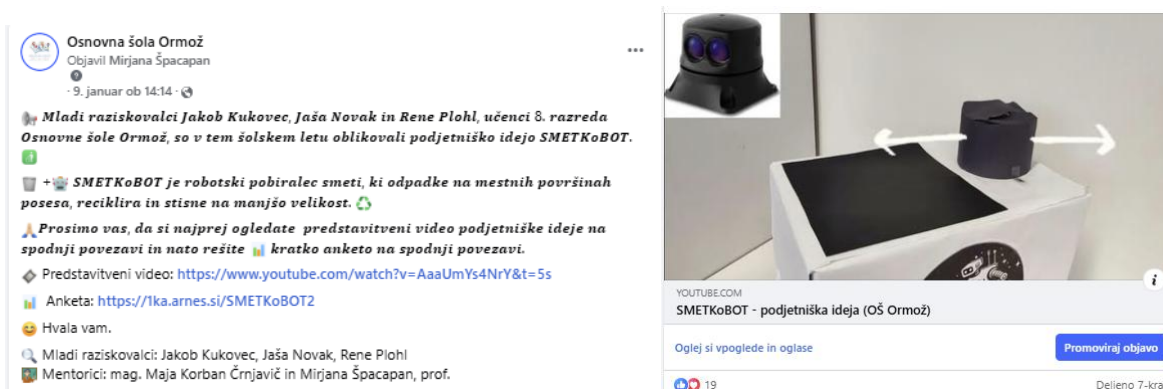 Osnovna šola Ormož
Objavil Mirjana Špacapan
· 9. januar ob 14:14 ·
Mladi raziskovalci Jakob Kukovec, Jaša Novak in Rene Plohl, učenci 8. razreda
Osnovne šole Ormož, so v tem šolskem letu oblikovali podjetniško idejo SMETKoBOT.
+ SMETKoBOT je robotski pobiralec smeti, ki odpadke na mestnih površinah
posesa, reciklira in stisne na manjšo velikost.
Prosimo vas, da si najprej ogledate predstavitveni video podjetniške ideje na
spodnji povezavi in nato rešite kratko anketo na spodnji povezavi.
Predstavitveni video: https://www.youtube.com/watch?v=AaaUmYs4NrY&t=5s
Anketa: https://1ka.arnes.si/SMETKoBOT2
Hvala vam.
Mladi raziskovalci: Jakob Kukovec, Jaša Novak, Rene Plohl
Mentorici: mag. Maja Korban Črnjavič in Mirjana Špacapan, prof.
YOUTUBE.COM
SMETKoBOT - podjetniška ideja (OŠ Ormož)
Oglej si vpoglede in oglase
Promoviraj objavo
19
Deljeno 7-kra